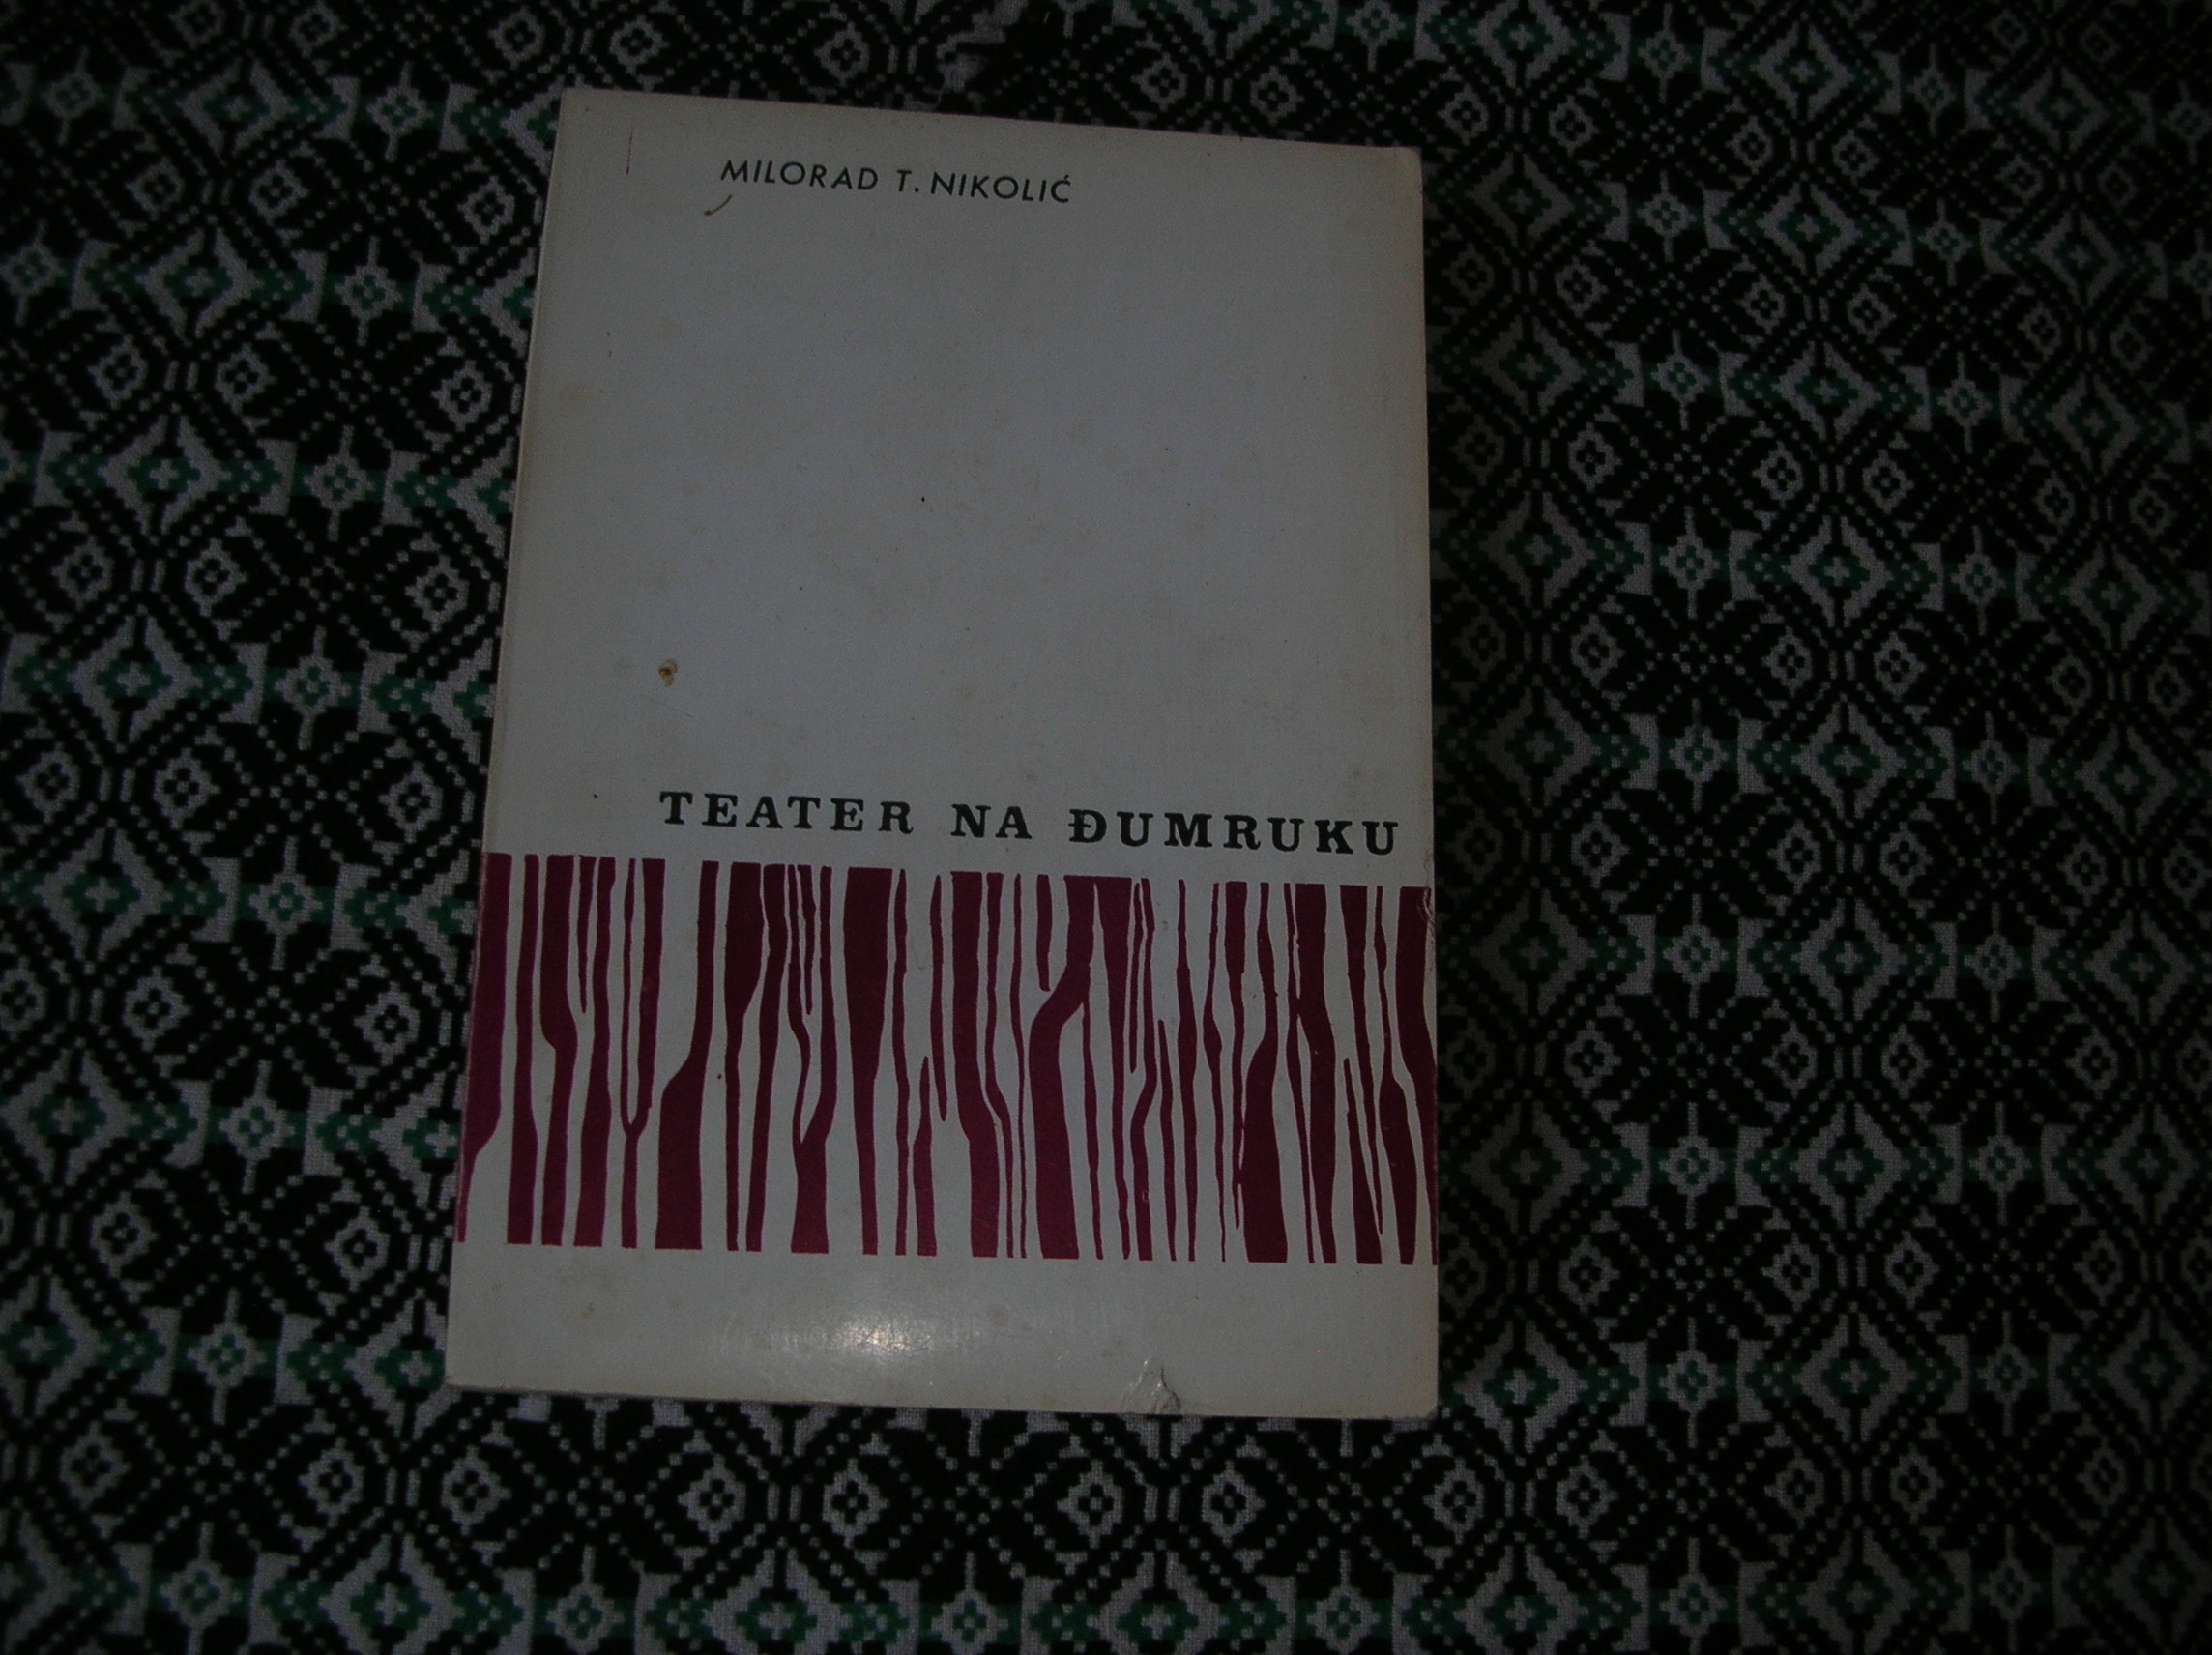 MILORAD T. NIKOLIĆ
TEATER NA ĐUMRUKU